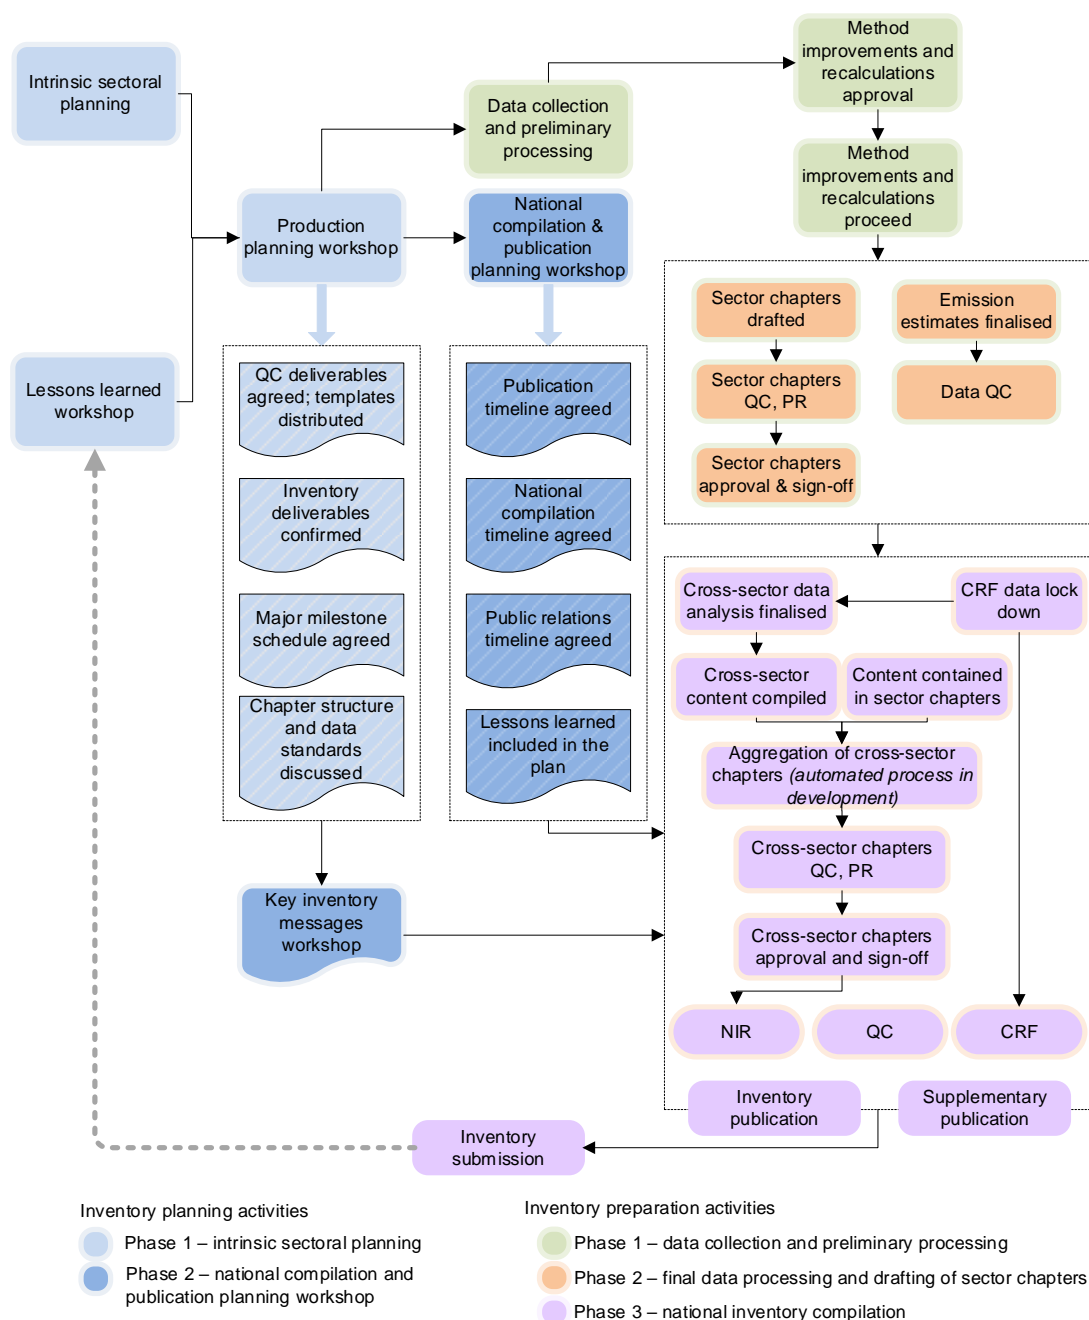 Intrinsic sectoral
planning
Lessons learned
workshop
Production
planning workshop
Data collection
and preliminary
processing
National
compilation &
publication
planning workshop
Method
improvements and
recalculations
approval
Method
improvements and
recalculations
proceed
QC deliverables
agreed; templates
distributed
Inventory
deliverables
confirmed
Major milestone
schedule agreed
Chapter structure
and data
standards
discussed
Publication
timeline agreed
National
compilation
timeline agreed
Public relations
timeline agreed
Lessons learned
included in the
plan
Key inventory
messages
workshop
Sector chapters
drafted
Sector chapters
QC, PR
Sector chapters
approval & sign-off
Emission
estimates finalised
Data QC
Cross-sector data
analysis finalised
CRF data lock
down
Cross-sector
content compiled
Content contained
in sector chapters
Aggregation of cross-sector
chapters (automated process in
development)
Cross-sector chapters
QC, PR
Cross-sector chapters
approval and sign-off
NIR
QC
CRF
Inventory
publication
Supplementary
publication
Inventory
submission
Inventory planning activities
Phase 1 – intrinsic sectoral planning
Phase 2 – national compilation and
publication planning workshop
Inventory preparation activities
Phase 1 – data collection and preliminary processing
Phase 2 – final data processing and drafting of sector chapters
Phase 3 – national inventory compilation